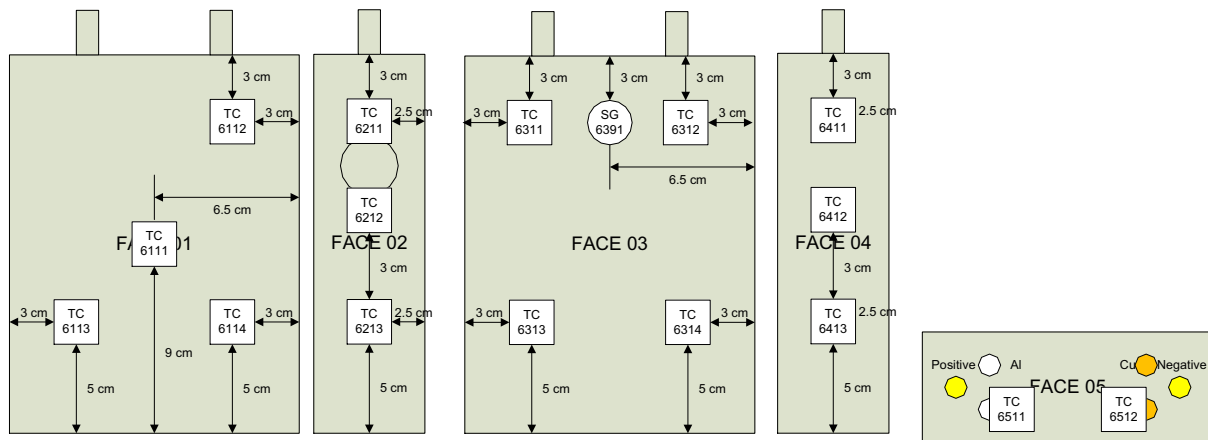 3 cm
TC
6112
3 cm
6.5 cm
FACE 01
TC
6111
3 cm
TC
6113
TC
6114
3 cm
5 cm
9 cm
5 cm
3 cm
TC
6211
2.5 cm
TC
6212
FACE 02
3 cm
TC
6213
2.5 cm
5 cm
3 cm
3 cm
3 cm
3 cm
TC
6311
SG
6391
TC
6312
3 cm
6.5 cm
FACE 03
3 cm
TC
6313
TC
6314
3 cm
5 cm
5 cm
3 cm
TC
6411
2.5 cm
TC
6412
FACE 04
3 cm
TC
6413
2.5 cm
5 cm
Positive Al Cu Negative
FACE 05
TC
6511
TC
6512